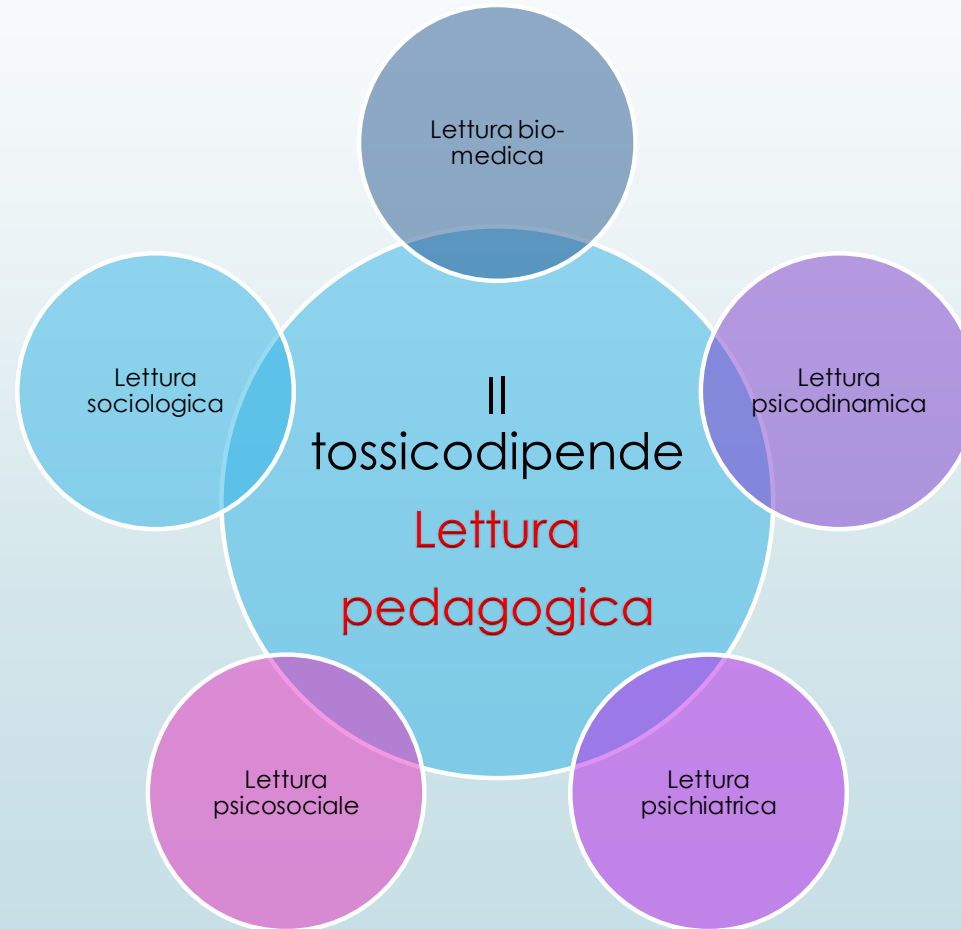 Lettura bio-
medica
Lettura
sociologica
Lettura
psicodinamica
Il
tossicodipende
Lettura
pedagogica
Lettura
psicosociale
Lettura
psichiatrica